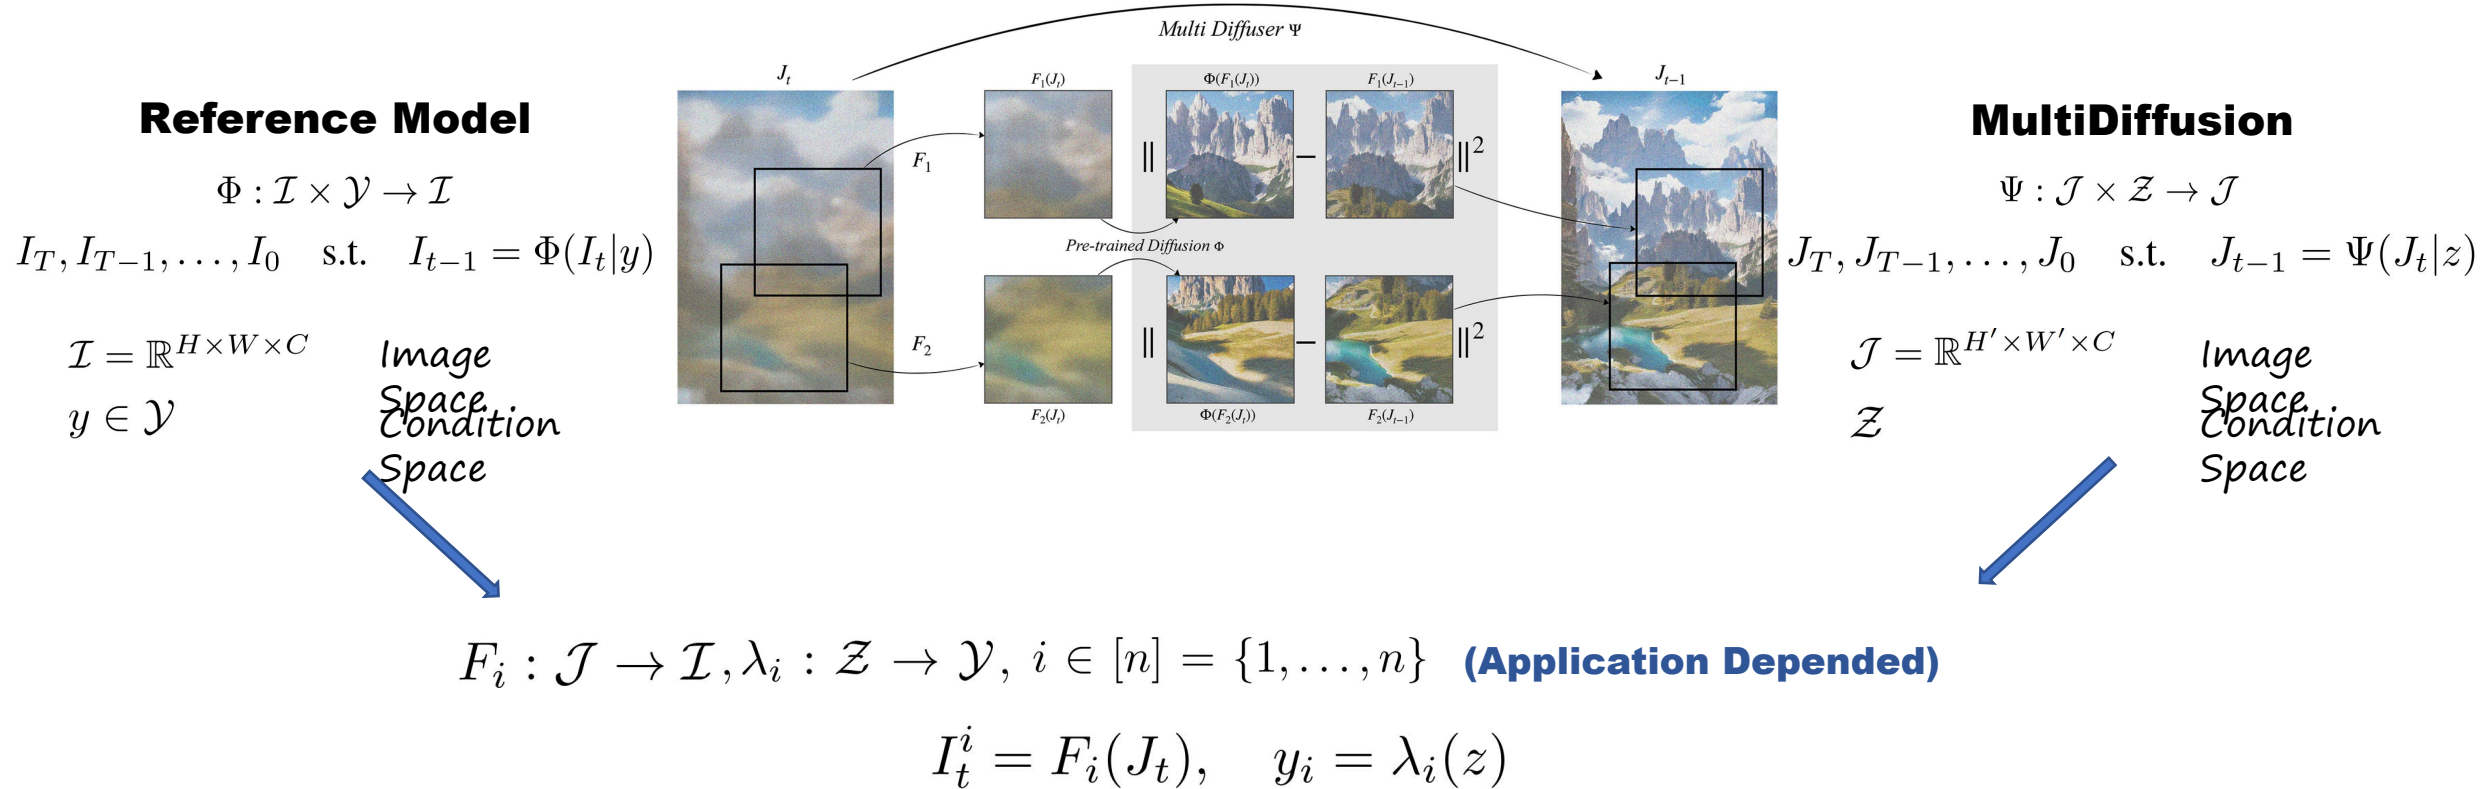 Multi Diffuser Ψ
J_t
F_1(J_t)
Φ(F_1(J_t))
F_1(J_{t−1})
J_{t−1}
Reference Model
MultiDiffusion
F_1
‖ − ‖²
Φ : ℐ × 𝒴 → ℐ
Ψ : 𝒥 × 𝒵 → 𝒥
I_T, I_{T−1}, …, I_0 s.t. I_{t−1} = Φ(I_t|y)
Pre-trained Diffusion Φ
J_T, J_{T−1}, …, J_0 s.t. J_{t−1} = Ψ(J_t|z)
F_2
‖ − ‖²
ℐ = ℝ^{H×W×C}
Image
Space
y ∈ 𝒴
Condition
Space
F_2(J_t)
Φ(F_2(J_t))
F_2(J_{t−1})
𝒥 = ℝ^{H′×W′×C}
Image
Space
𝒵
Condition
Space
F_i : 𝒥 → ℐ, λ_i : 𝒵 → 𝒴, i ∈ [n] = {1, …, n} (Application Depended)
I_t^i = F_i(J_t), y_i = λ_i(z)